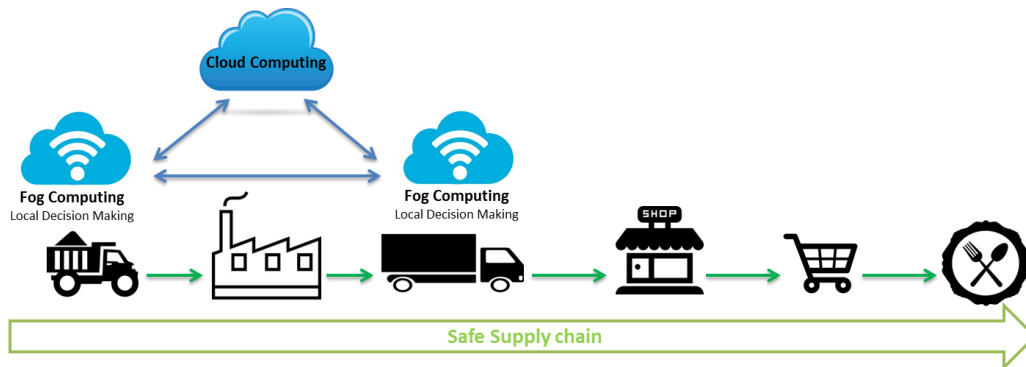 Cloud Computing
Fog Computing
Local Decision Making
Fog Computing
Local Decision Making
SHOP
Safe Supply chain